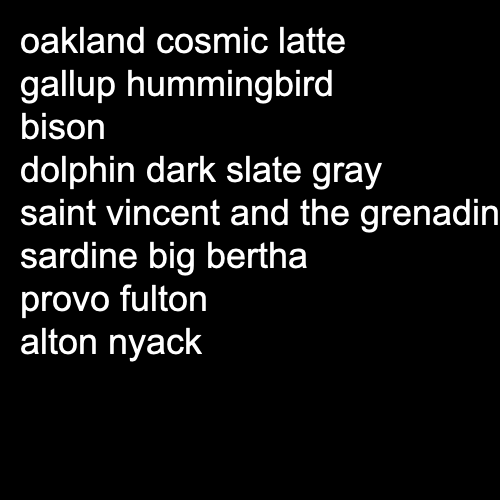 oakland cosmic latte
gallup hummingbird
bison
dolphin dark slate gray
saint vincent and the grenadin
sardine big bertha
provo fulton
alton nyack